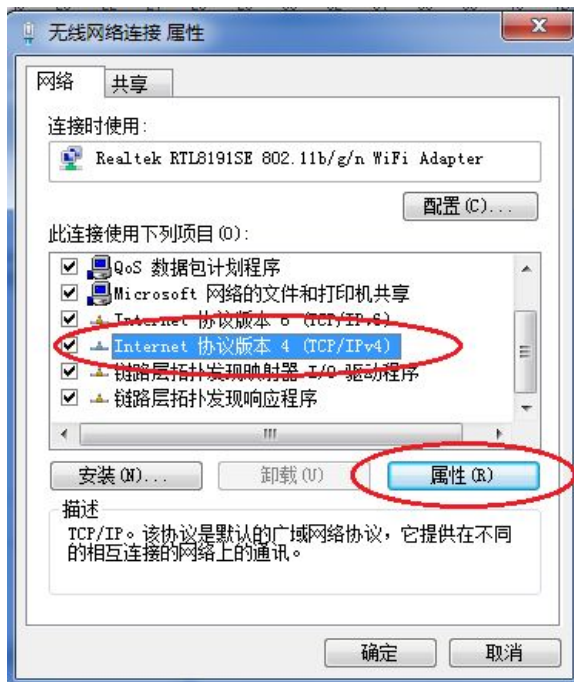 无线网络连接 属性
网络
共享
连接时使用:
Realtek RTL8191SE 802.11b/g/n WiFi Adapter
配置(C)...
此连接使用下列项目(O):
QoS 数据包计划程序
Microsoft 网络的文件和打印机共享
Internet 协议版本 6 (TCP/IPv6)
Internet 协议版本 4 (TCP/IPv4)
链路层拓扑发现映射器 I/O 驱动程序
链路层拓扑发现响应程序
安装(N)...
卸载(U)
属性(R)
描述
TCP/IP。该协议是默认的广域网络协议，它提供在不同
的相互连接的网络上的通讯。
确定
取消